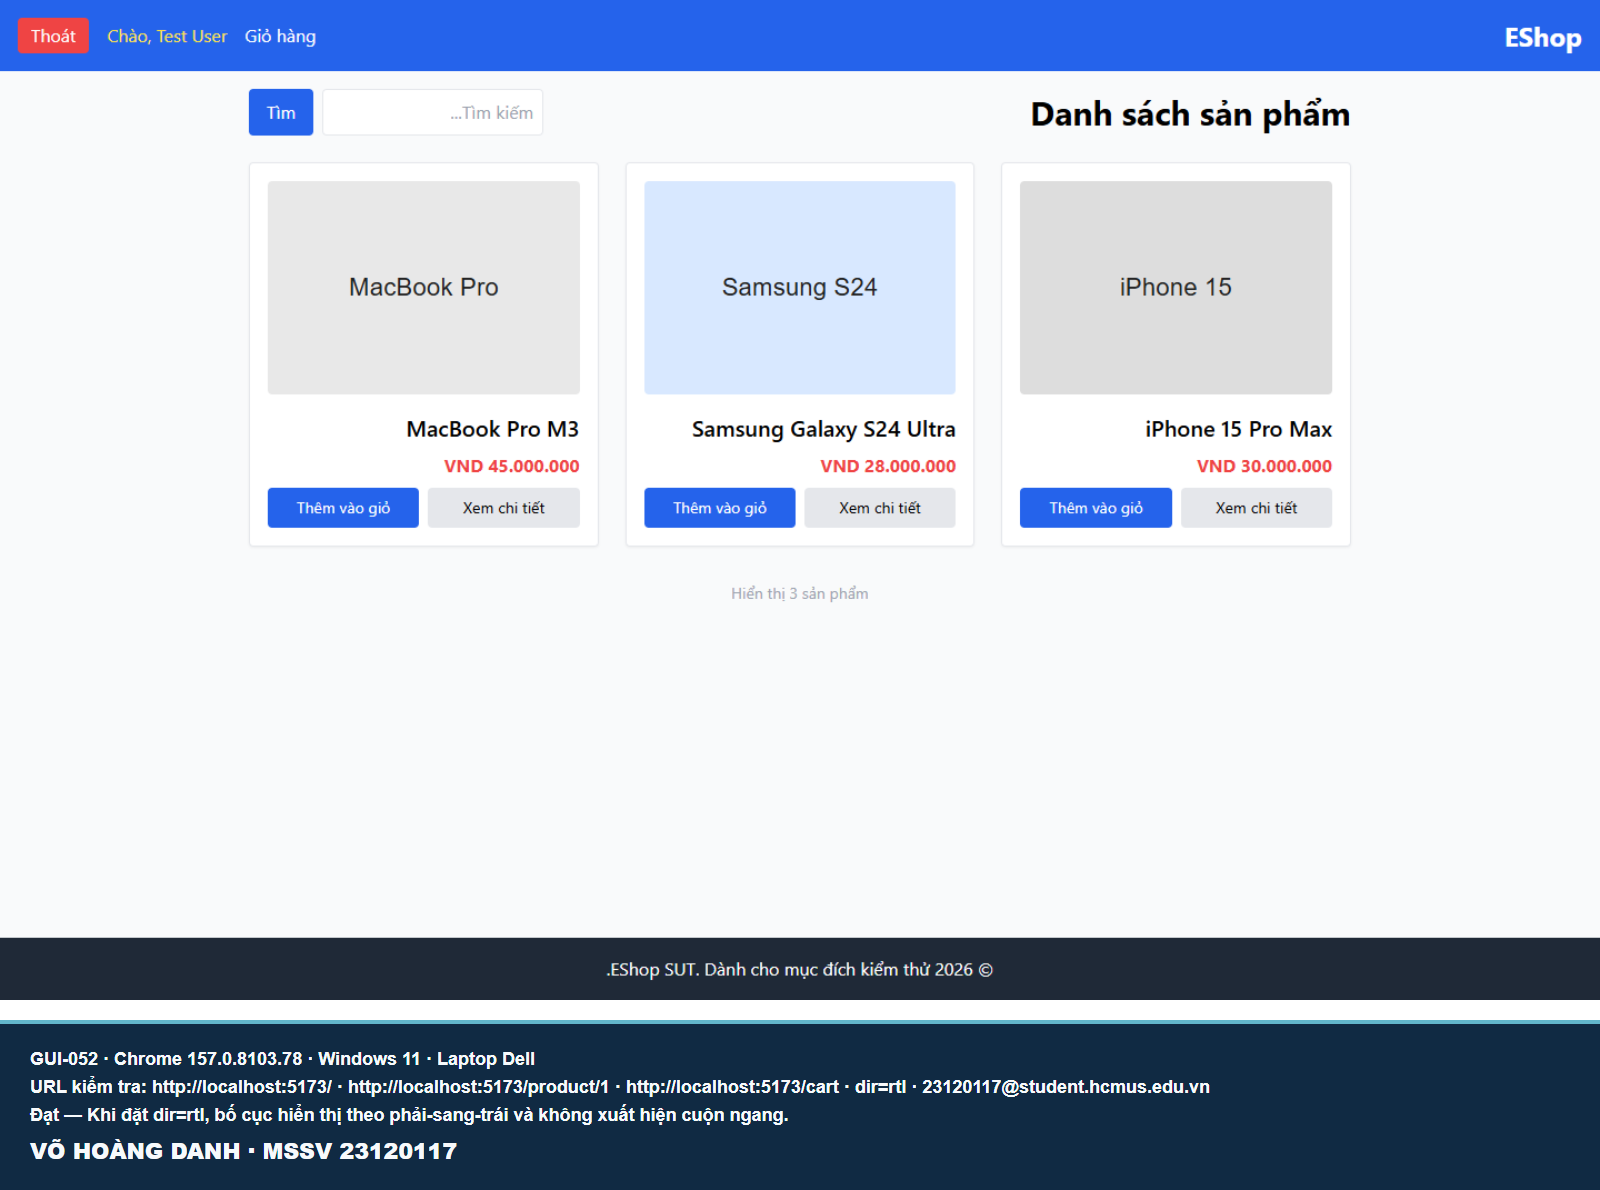 Thoát Chào, Test User Giỏ hàng EShop
Tìm ...Tìm kiếm Danh sách sản phẩm
MacBook Pro Samsung S24 iPhone 15
MacBook Pro M3 Samsung Galaxy S24 Ultra iPhone 15 Pro Max
VND 45.000.000 VND 28.000.000 VND 30.000.000
Thêm vào giỏ Xem chi tiết Thêm vào giỏ Xem chi tiết Thêm vào giỏ Xem chi tiết
Hiển thị 3 sản phẩm
.EShop SUT. Dành cho mục đích kiểm thử 2026 ©
GUI-052 · Chrome 157.0.8103.78 · Windows 11 · Laptop Dell
URL kiểm tra: http://localhost:5173/ · http://localhost:5173/product/1 · http://localhost:5173/cart · dir=rtl · 23120117@student.hcmus.edu.vn
Đạt — Khi đặt dir=rtl, bố cục hiển thị theo phải-sang-trái và không xuất hiện cuộn ngang.
VÕ HOÀNG DANH · MSSV 23120117